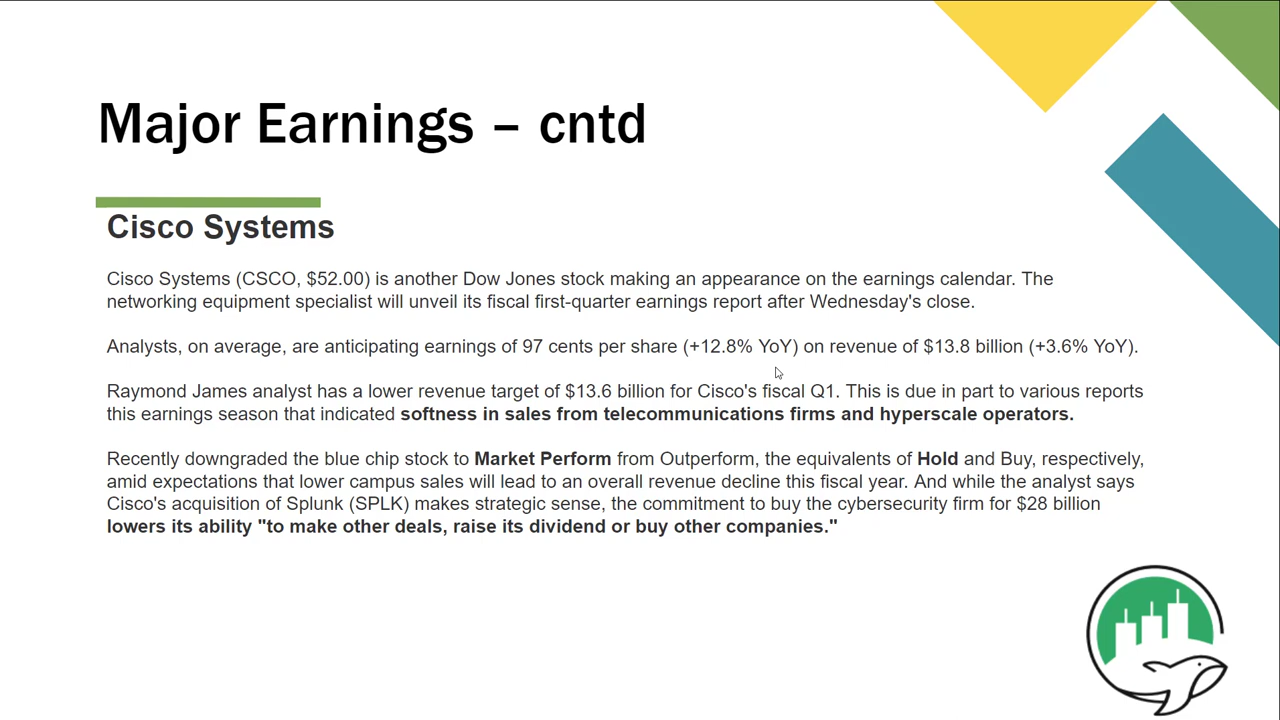 Major Earnings – cntd
Cisco Systems
Cisco Systems (CSCO, $52.00) is another Dow Jones stock making an appearance on the earnings calendar. The
networking equipment specialist will unveil its fiscal first-quarter earnings report after Wednesday's close.
Analysts, on average, are anticipating earnings of 97 cents per share (+12.8% YoY) on revenue of $13.8 billion (+3.6% YoY).
Raymond James analyst has a lower revenue target of $13.6 billion for Cisco's fiscal Q1. This is due in part to various reports
this earnings season that indicated softness in sales from telecommunications firms and hyperscale operators.
Recently downgraded the blue chip stock to Market Perform from Outperform, the equivalents of Hold and Buy, respectively,
amid expectations that lower campus sales will lead to an overall revenue decline this fiscal year. And while the analyst says
Cisco's acquisition of Splunk (SPLK) makes strategic sense, the commitment to buy the cybersecurity firm for $28 billion
lowers its ability "to make other deals, raise its dividend or buy other companies."